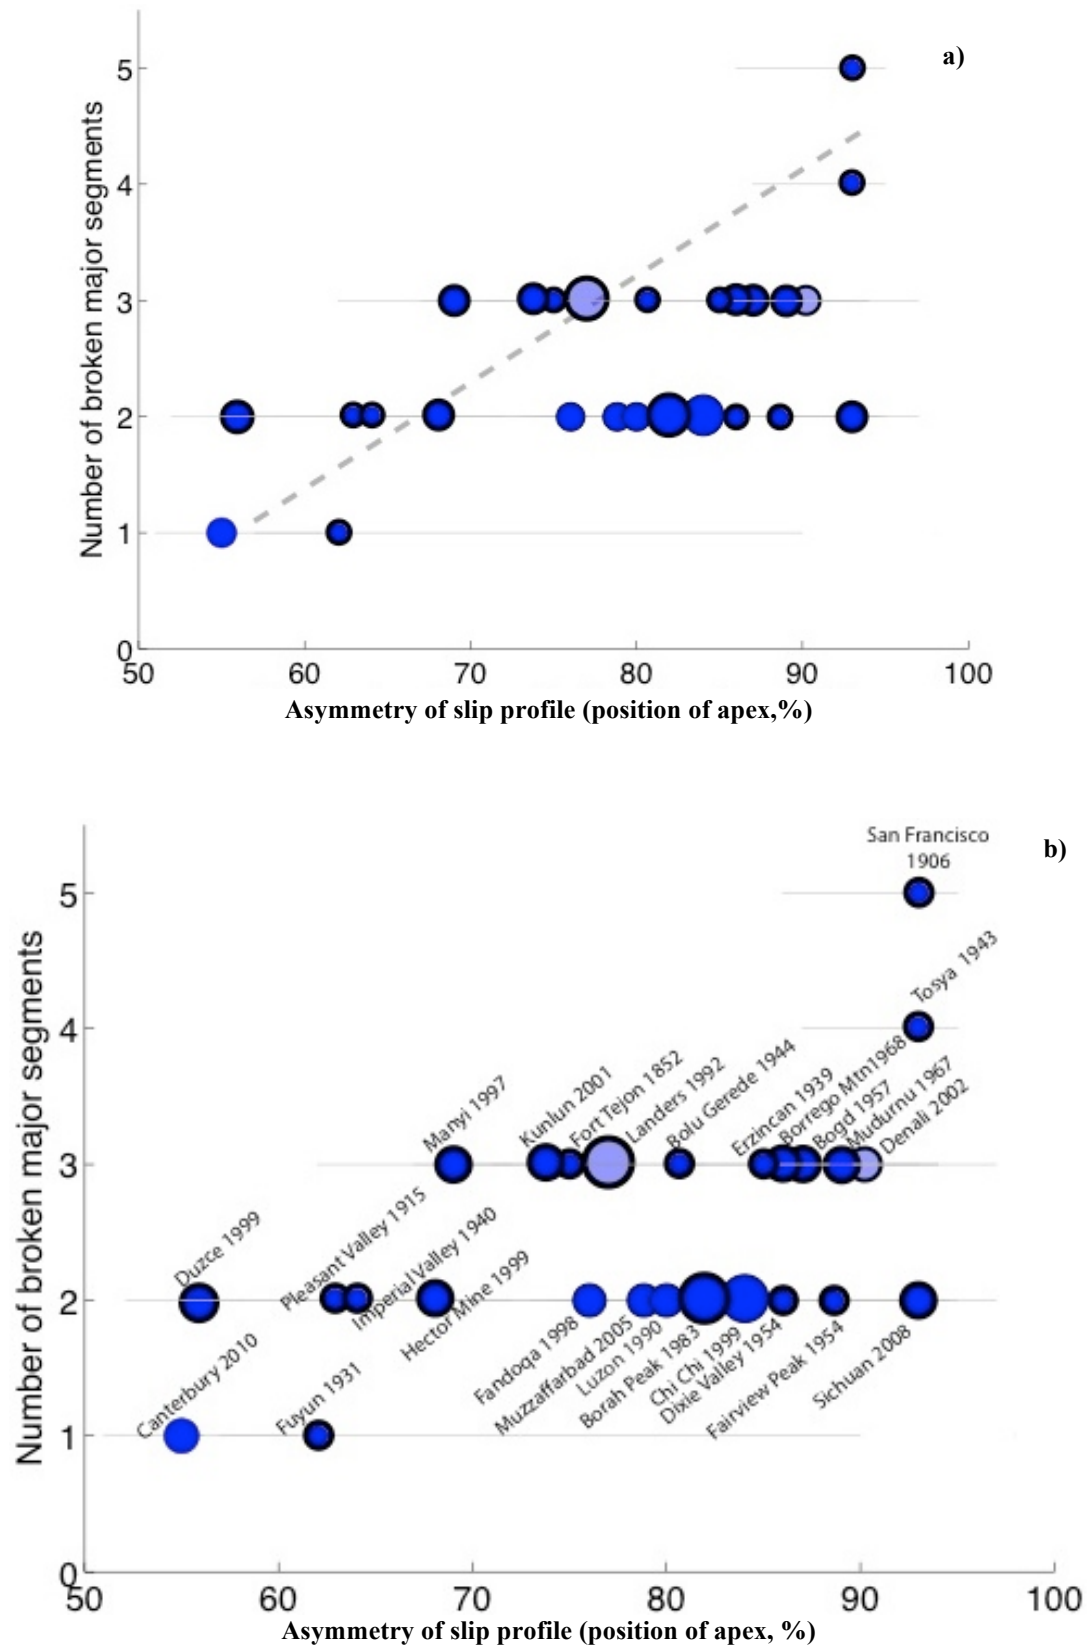 a)
5
4
3
2
1
0
Number of broken major segments
50 60 70 80 90 100
Asymmetry of slip profile (position of apex,%)
b)
San Francisco
1906
Tosya 1943
5
4
3
2
1
0
Number of broken major segments
Manyi 1997
Kunlun 2001
Fort Tejon 1852
Landers 1992
Bolu Gerede 1944
Erzincan 1939
Borrego Mtn1968
Bogd 1957
Mudurnu 1967
Denali 2002
Duzce 1999
Pleasant Valley 1915
Imperial Valley 1940
Hector Mine 1999
Fandoqa 1998
Muzzaffarbad 2005
Luzon 1990
Borah Peak 1983
Chi Chi 1999
Dixie Valley 1954
Fairview Peak 1954
Sichuan 2008
Canterbury 2010
Fuyun 1931
50 60 70 80 90 100
Asymmetry of slip profile (position of apex, %)